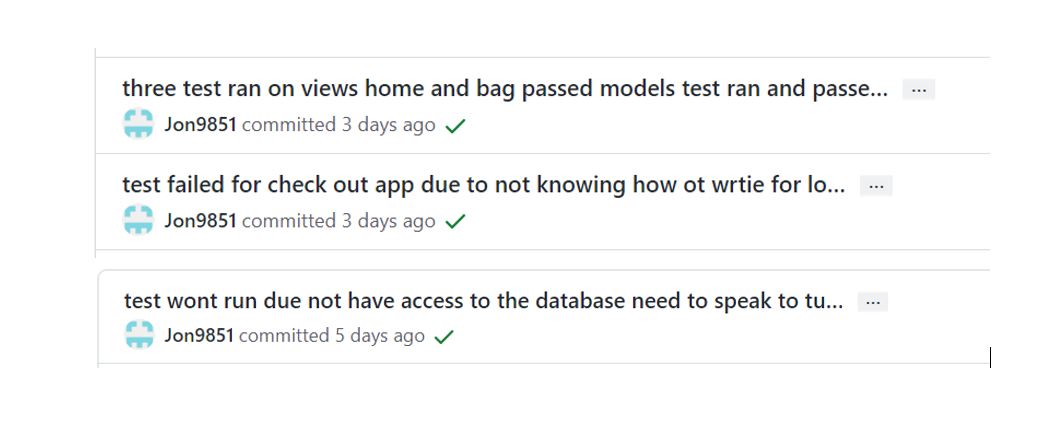 three test ran on views home and bag passed models test ran and passe... ...
Jon9851 committed 3 days ago
test failed for check out app due to not knowing how ot wrtie for lo... ...
Jon9851 committed 3 days ago
test wont run due not have access to the database need to speak to tu... ...
Jon9851 committed 5 days ago